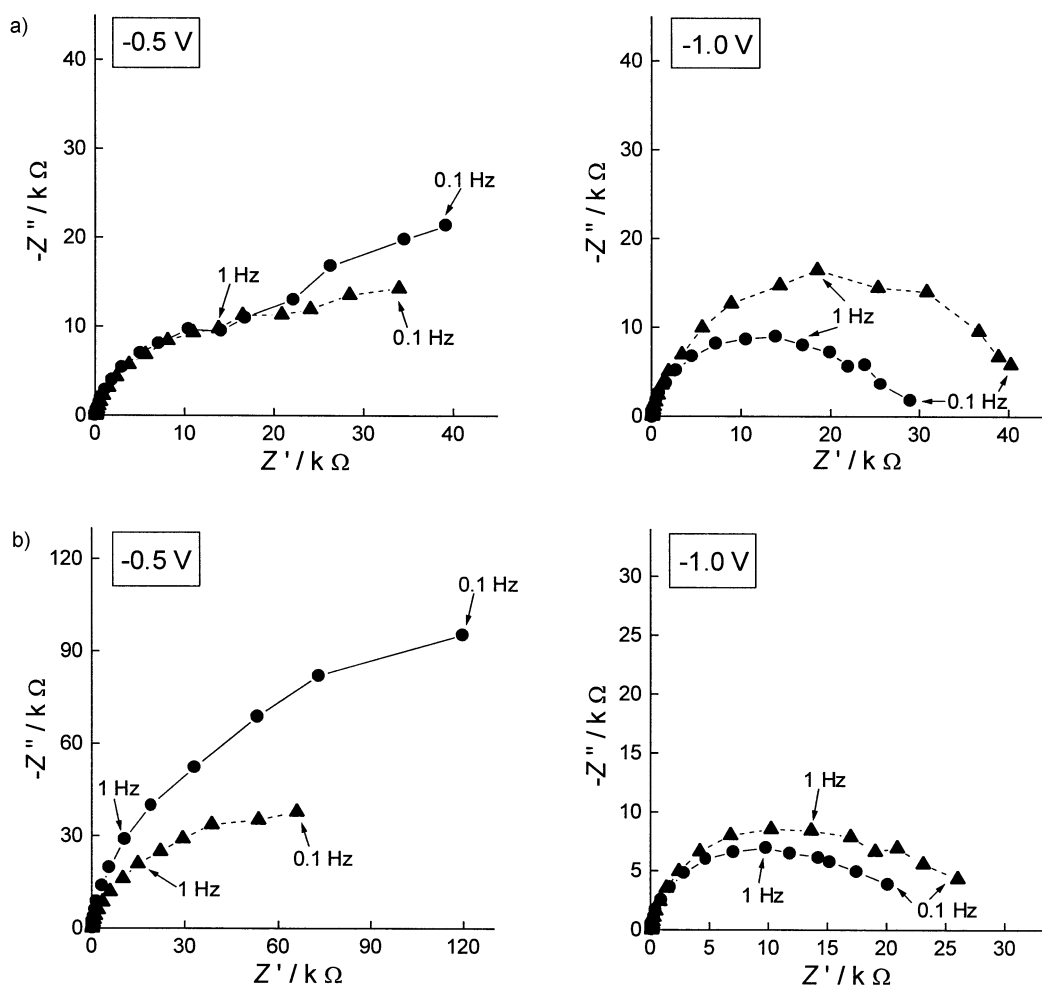 a)
-0.5 V
40
30
20
10
0
-Z" / k Ω
0.1 Hz
1 Hz
0.1 Hz
0 10 20 30 40
Z' / k Ω
-1.0 V
40
30
20
10
0
-Z" / k Ω
1 Hz
0.1 Hz
0 10 20 30 40
Z' / k Ω
b)
-0.5 V
120
90
60
30
0
-Z" / k Ω
0.1 Hz
1 Hz
0.1 Hz
1 Hz
0 30 60 90 120
Z' / k Ω
-1.0 V
30
25
20
15
10
5
0
-Z" / k Ω
1 Hz
1 Hz
0.1 Hz
0 5 10 15 20 25 30
Z' / k Ω